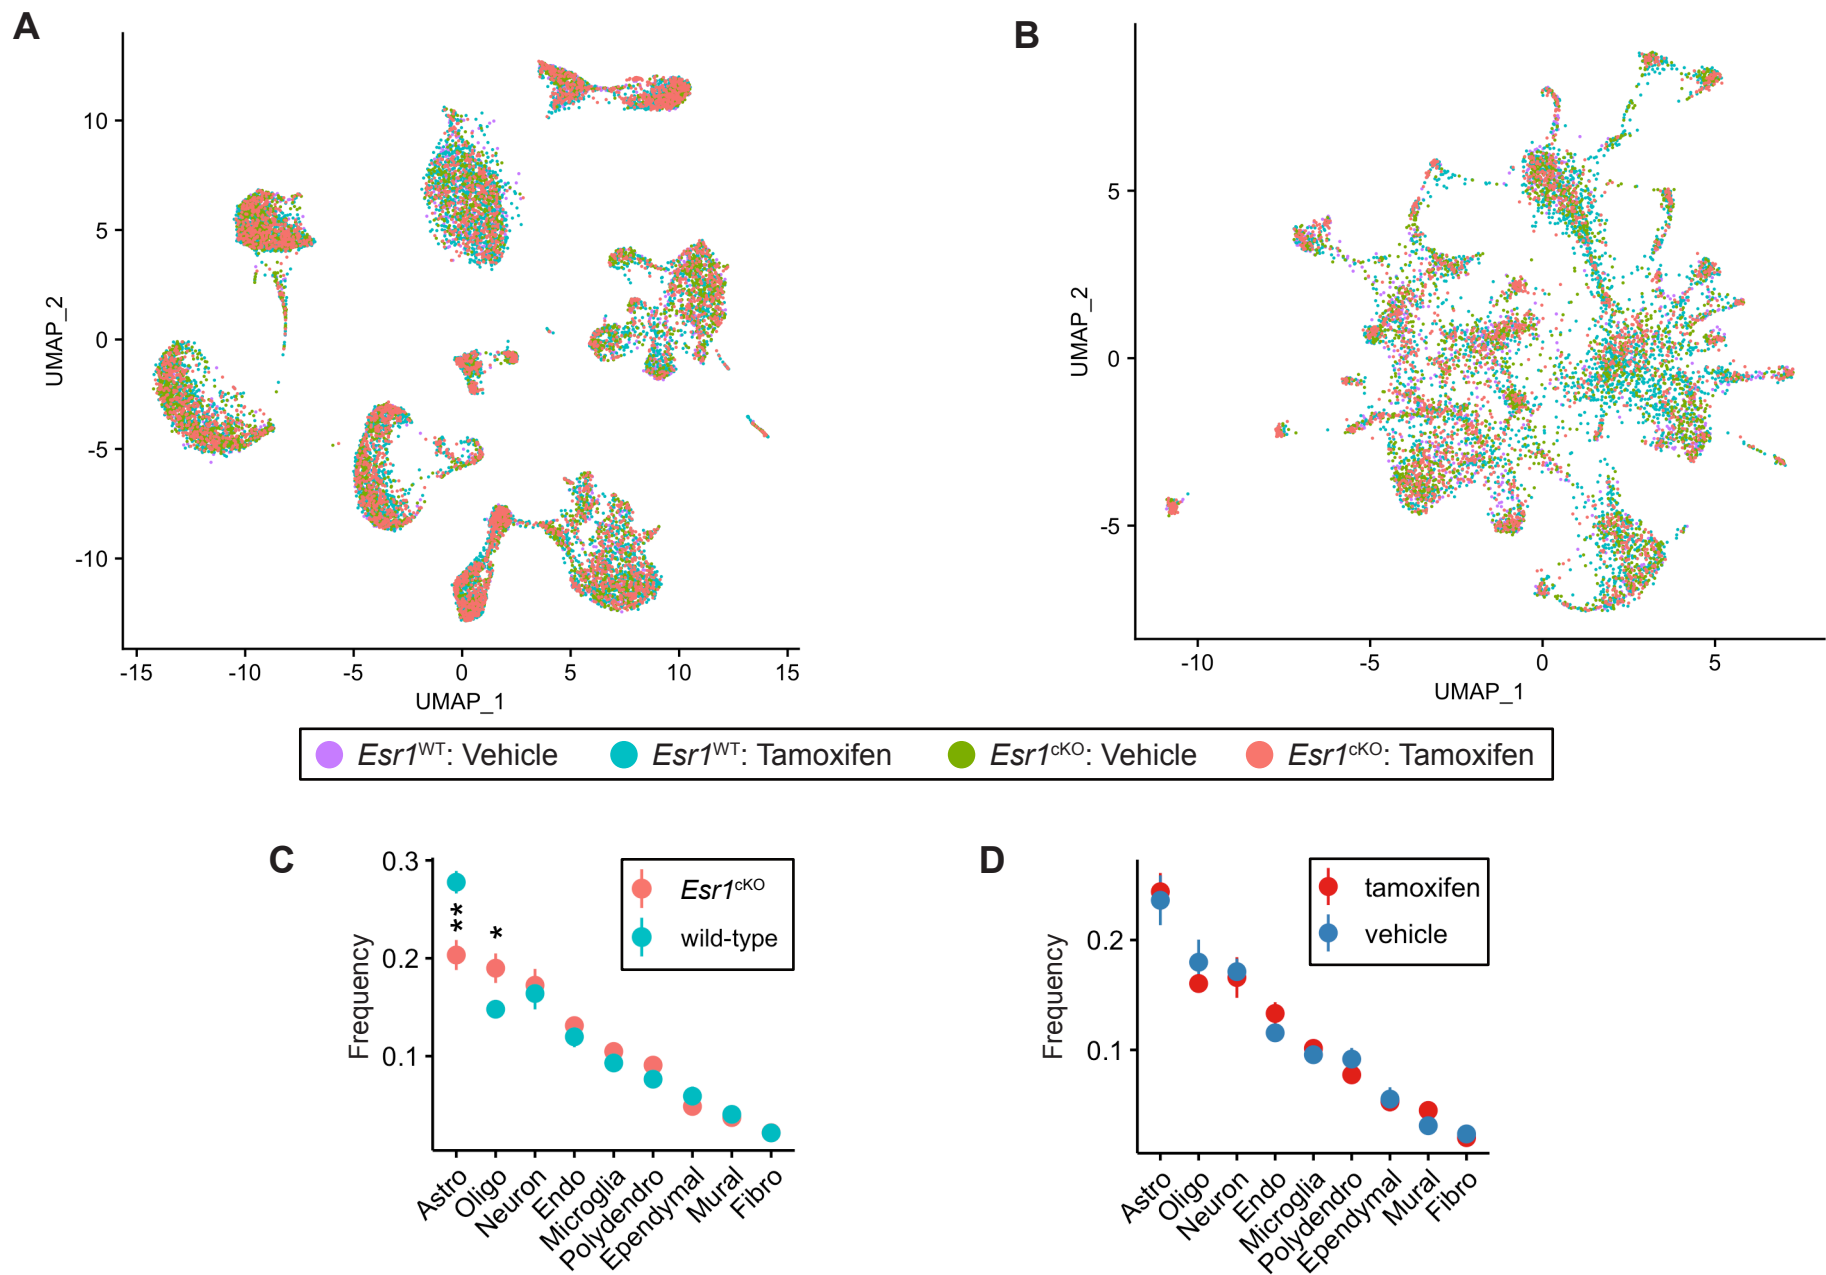 A
10
5
0
-5
-10
UMAP_2
-15 -10 -5 0 5 10 15
UMAP_1
B
5
0
-5
UMAP_2
-10 -5 0 5
UMAP_1
Esr1WT: Vehicle Esr1WT: Tamoxifen Esr1cKO: Vehicle Esr1cKO: Tamoxifen
C
0.3
0.2
0.1
Frequency
**
*
Esr1cKO
wild-type
Astro
Oligo
Neuron
Endo
Microglia
Polydendro
Ependymal
Mural
Fibro
D
0.2
0.1
Frequency
tamoxifen
vehicle
Astro
Oligo
Neuron
Endo
Microglia
Polydendro
Ependymal
Mural
Fibro